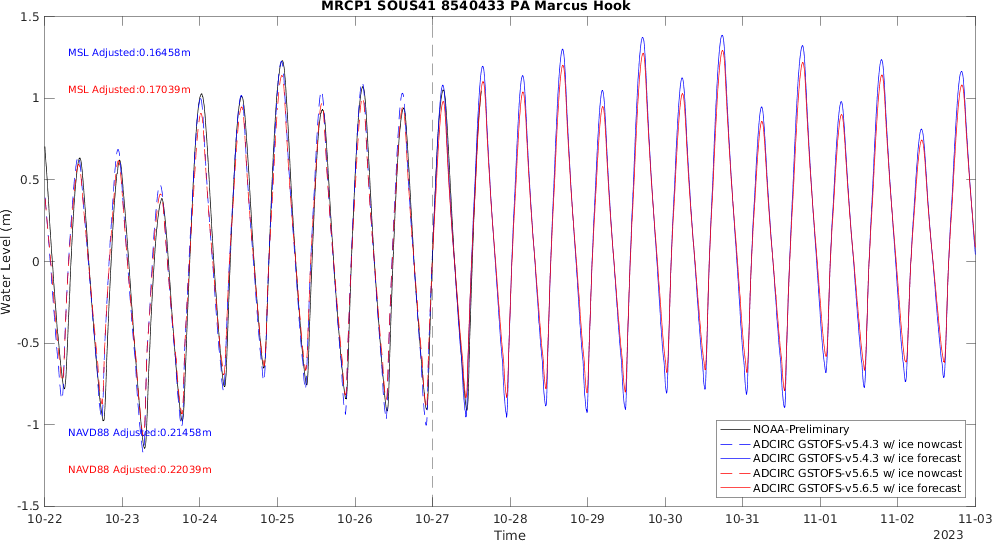 MRCP1 SOUS41 8540433 PA Marcus Hook
1.5
1
0.5
0
-0.5
-1
-1.5
Water Level (m)
MSL Adjusted:0.16458m
MSL Adjusted:0.17039m
NAVD88 Adjusted:0.21458m
NAVD88 Adjusted:0.22039m
NOAA-Preliminary
ADCIRC GSTOFS-v5.4.3 w/ ice nowcast
ADCIRC GSTOFS-v5.4.3 w/ ice forecast
ADCIRC GSTOFS-v5.6.5 w/ ice nowcast
ADCIRC GSTOFS-v5.6.5 w/ ice forecast
10-22 10-23 10-24 10-25 10-26 10-27 10-28 10-29 10-30 10-31 11-01 11-02 11-03
Time
2023